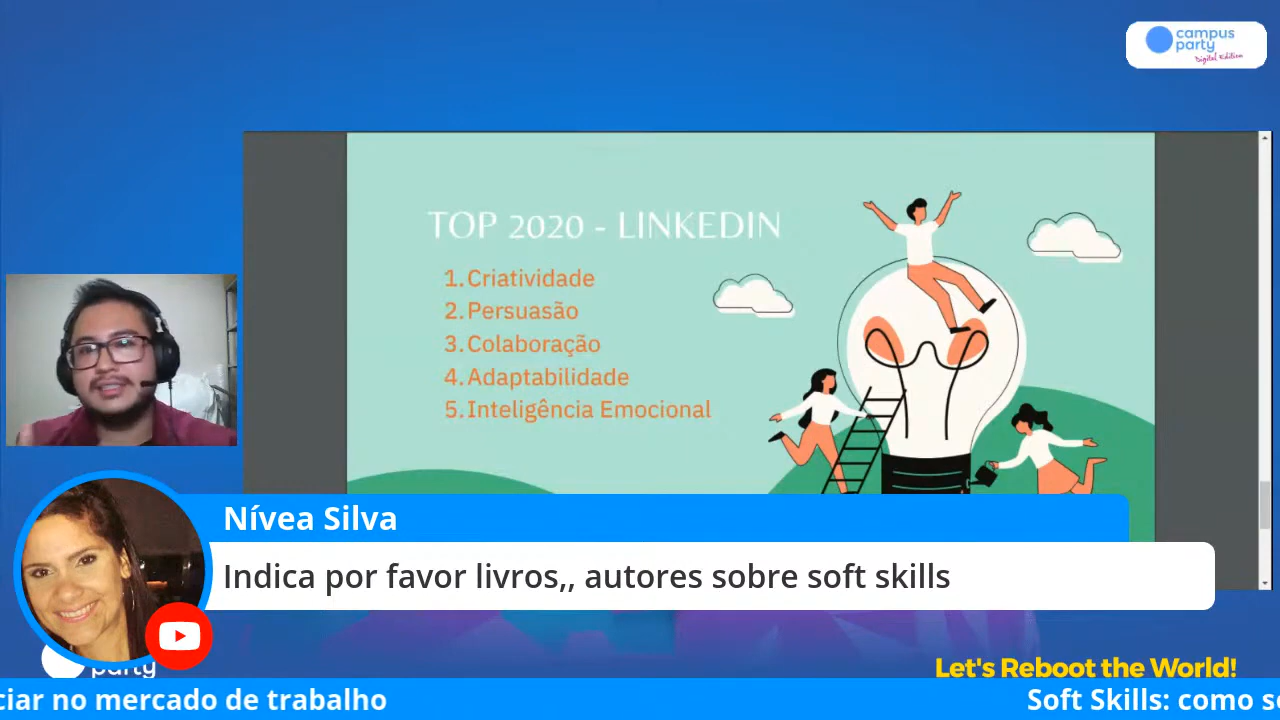 campus
party
Digital Edition
TOP 2020 - LINKEDIN
1. Criatividade
2. Persuasão
3. Colaboração
4. Adaptabilidade
5. Inteligência Emocional
Nívea Silva
Indica por favor livros,, autores sobre soft skills
party
Let's Reboot the World!
ciar no mercado de trabalho
Soft Skills: como se